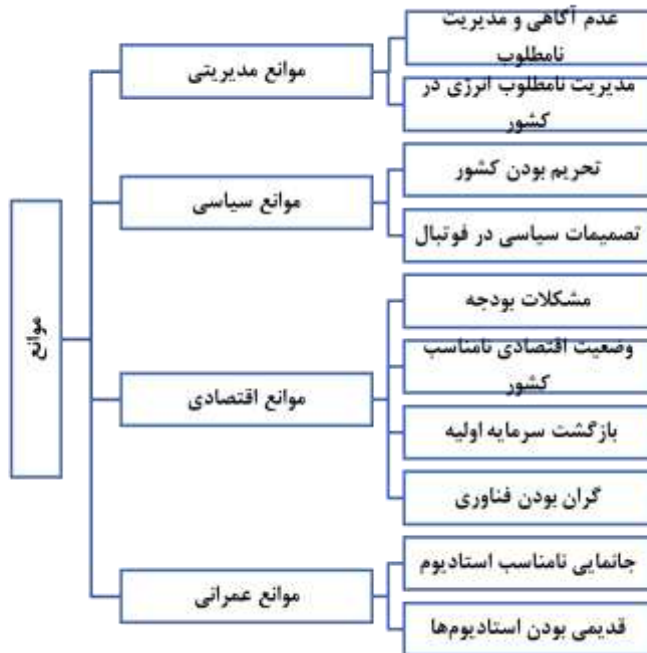 موانع
موانع مدیریتی
عدم آگاهی و مدیریت
نامطلوب
مدیریت نامطلوب انرژی در
کشور
موانع سیاسی
تحریم بودن کشور
تصمیمات سیاسی در فوتبال
موانع اقتصادی
مشکلات بودجه
وضعیت اقتصادی نامناسب
کشور
بازگشت سرمایه اولیه
گران بودن فناوری
موانع عمرانی
جانمایی نامناسب استادیوم
قدیمی بودن استادیوم‌ها